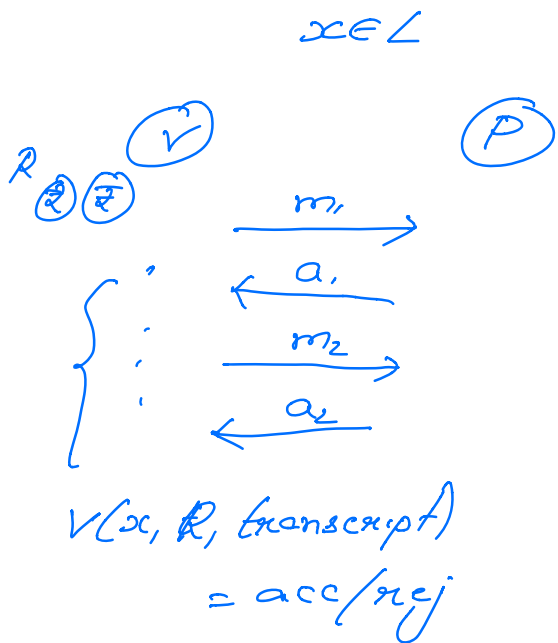 x∈L
V P
R
m₁
a₁
m₂
a₂
V(x, R, transcript)
= acc/rej